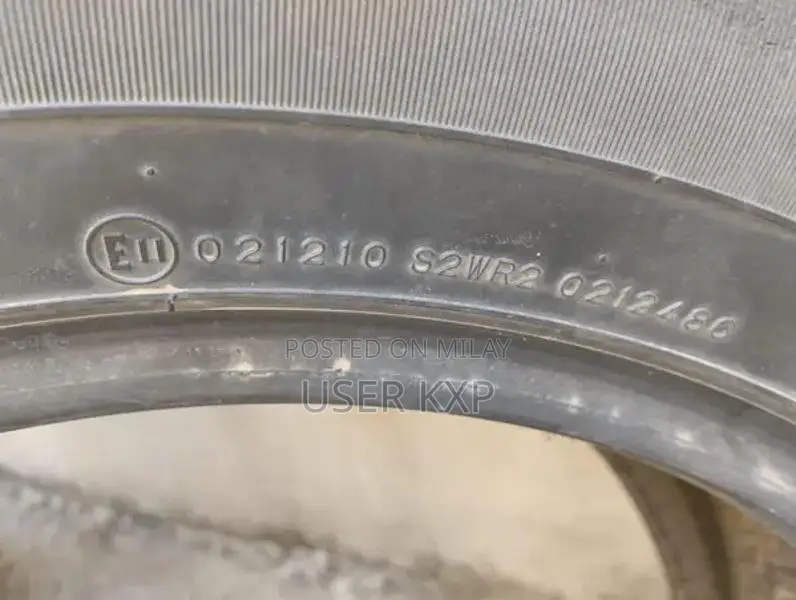 E11 021210 S2WR2 0212486
POSTED ON MILAY
USER KXP